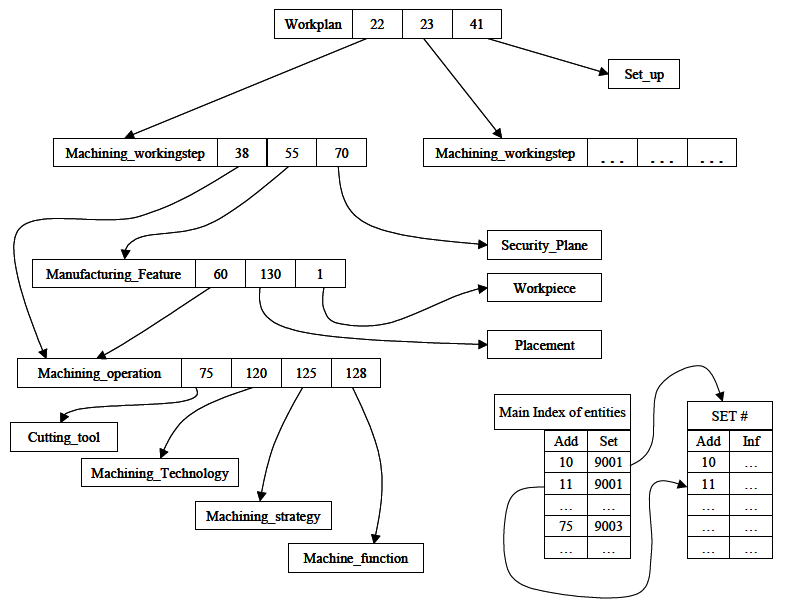 Workplan 22 23 41
Set_up
Machining_workingstep 38 55 70
Machining_workingstep ... ... ...
Security_Plane
Manufacturing_Feature 60 130 1
Workpiece
Placement
Machining_operation 75 120 125 128
Cutting_tool
Machining_Technology
Machining_strategy
Machine_function
Main Index of entities
Add Set
10 9001
11 9001
... ...
75 9003
... ...
SET #
Add Inf
10 ...
11 ...
... ...
... ...
... ...